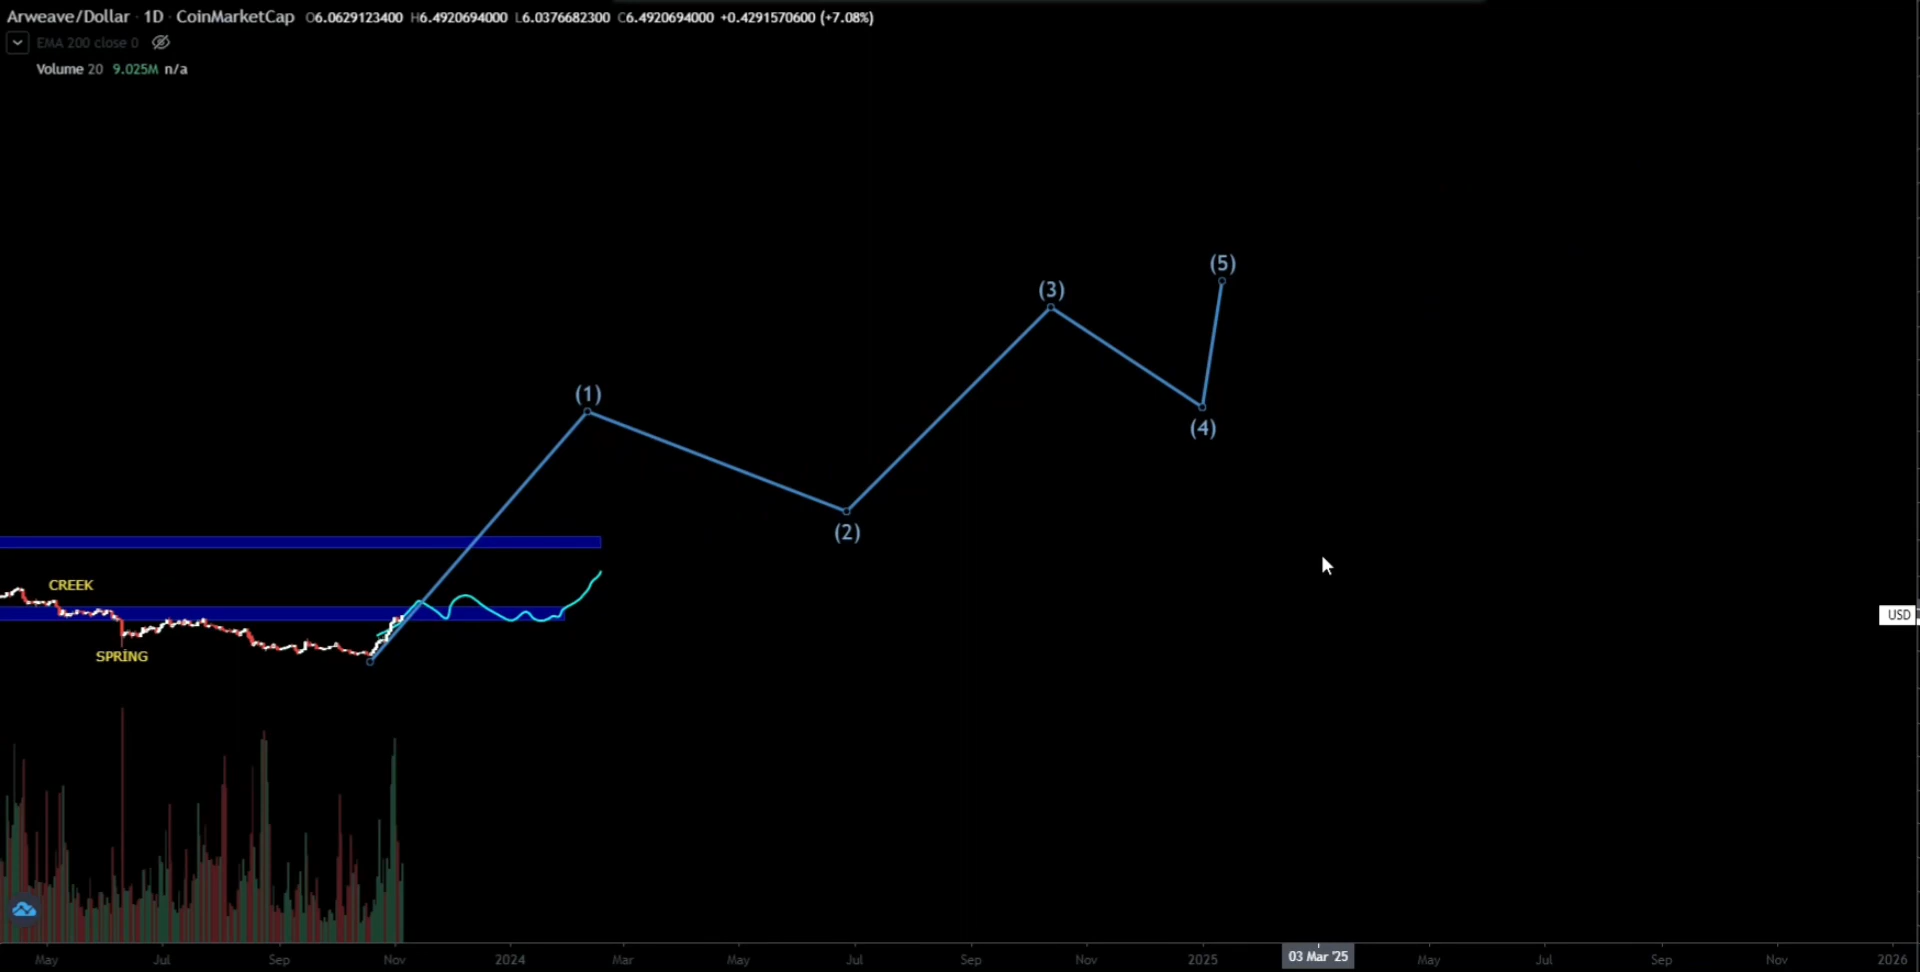 Arweave/Dollar · 1D · CoinMarketCap O6.0629123400 H6.4920694000 L6.0376682300 C6.4920694000 +0.4291570600 (+7.08%)
EMA 200 close 0
Volume 20 9.025M n/a
(5)
(3)
(1)
(4)
(2)
CREEK
USD
SPRİNG
May Jul Sep Nov 2024 Mar May Jul Sep Nov 2025 03 Mar '25 May Jul Sep Nov 2026